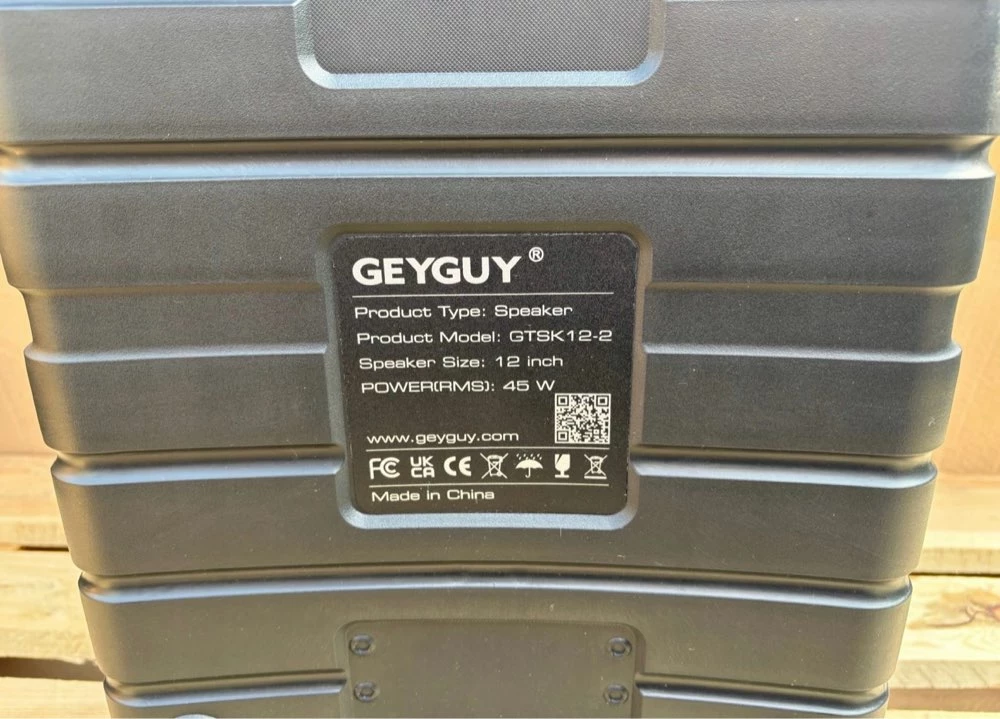 GEYGUY ®
Product Type: Speaker
Product Model: GTSK12-2
Speaker Size: 12 inch
POWER(RMS): 45 W
www.geyguy.com
FC UK CA CE
Made in China